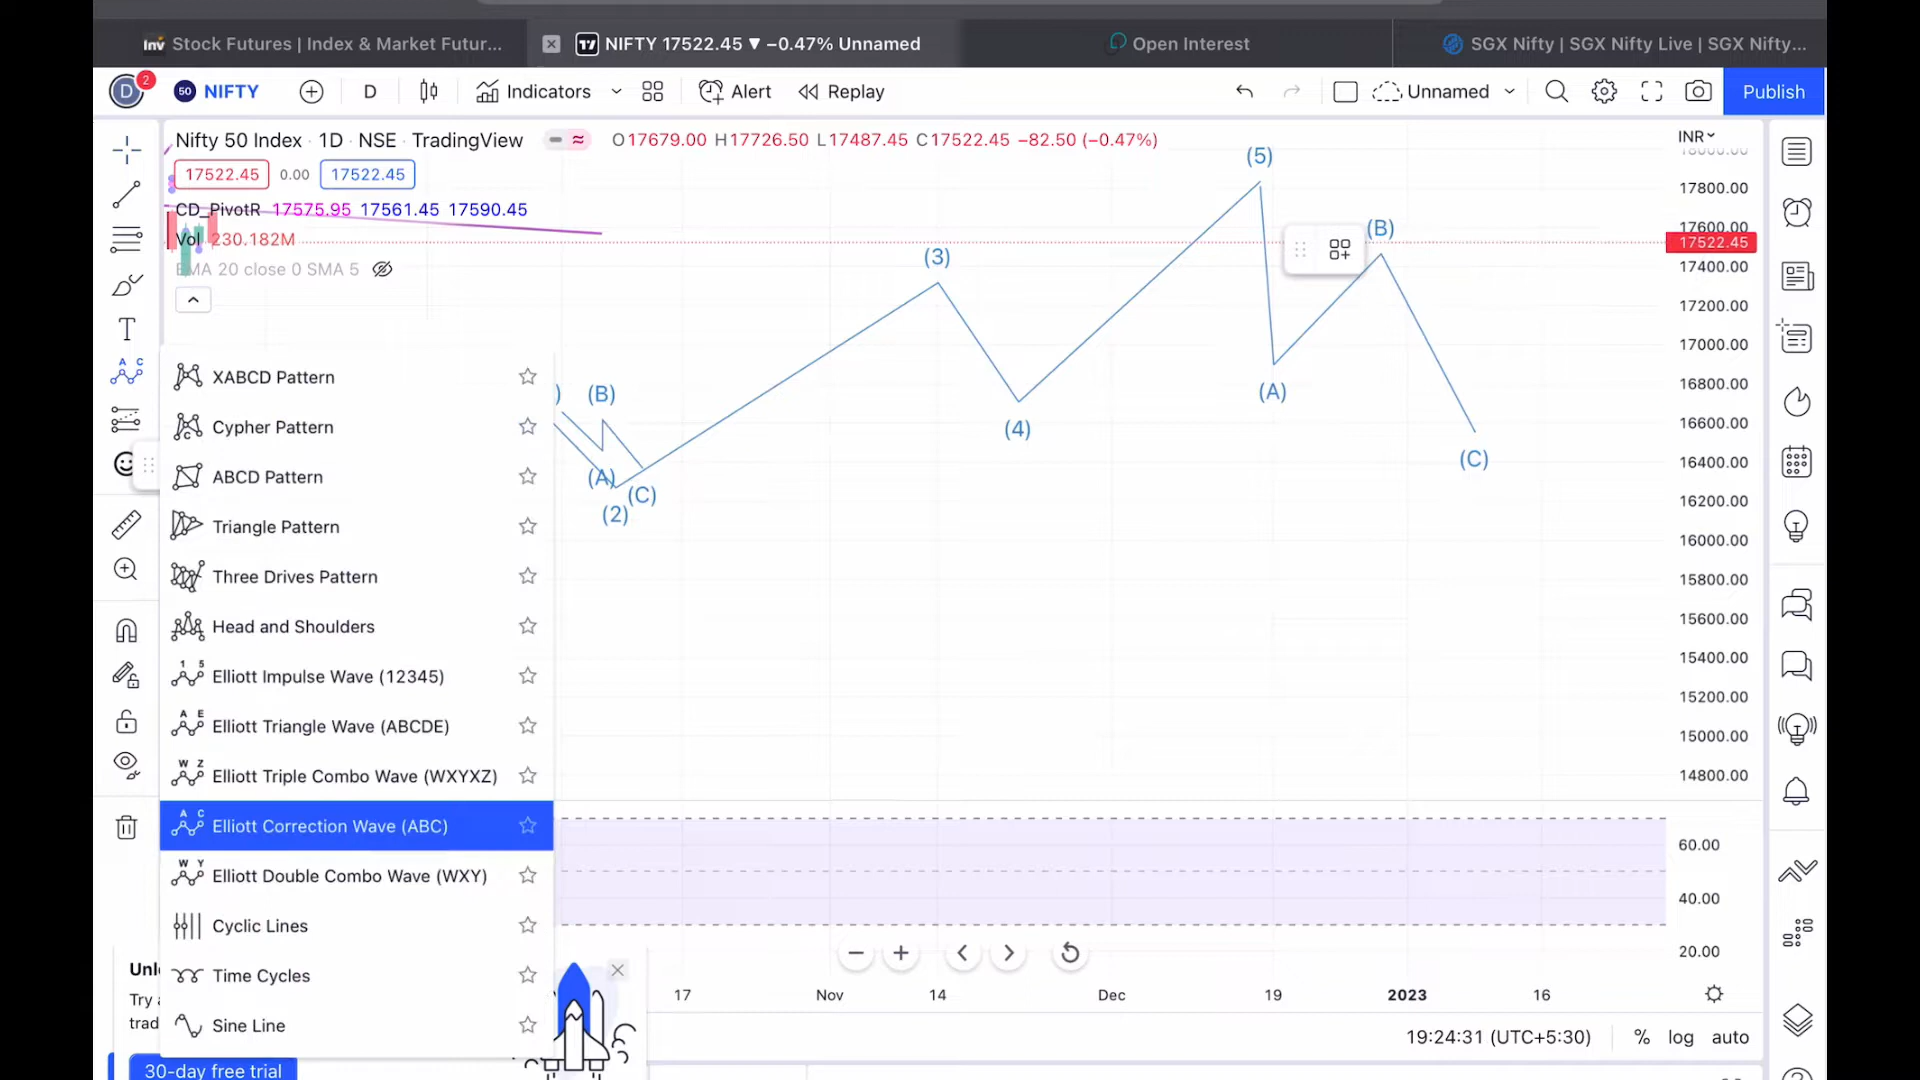 Inv Stock Futures | Index & Market Futur...
NIFTY 17522.45 ▼ −0.47% Unnamed
Open Interest
SGX Nifty | SGX Nifty Live | SGX Nifty...
D 2
50 NIFTY
D
Indicators
Alert
Replay
Unnamed
Publish
Nifty 50 Index · 1D · NSE · TradingView
O17679.00 H17726.50 L17487.45 C17522.45 −82.50 (−0.47%)
INR
17522.45 0.00 17522.45
CD_PivotR 17575.95 17561.45 17590.45
Vol 230.182M
EMA 20 close 0 SMA 5
XABCD Pattern
Cypher Pattern
ABCD Pattern
Triangle Pattern
Three Drives Pattern
Head and Shoulders
Elliott Impulse Wave (12345)
Elliott Triangle Wave (ABCDE)
Elliott Triple Combo Wave (WXYXZ)
Elliott Correction Wave (ABC)
Elliott Double Combo Wave (WXY)
Cyclic Lines
Time Cycles
Sine Line
)
(B)
(A)
(C)
(2)
(3)
(4)
(5)
(A)
(B)
(C)
18000.00
17800.00
17600.00
17522.45
17400.00
17200.00
17000.00
16800.00
16600.00
16400.00
16200.00
16000.00
15800.00
15600.00
15400.00
15200.00
15000.00
14800.00
60.00
40.00
20.00
17 Nov 14 Dec 19 2023 16
19:24:31 (UTC+5:30) % log auto
Try
trad
30-day free trial